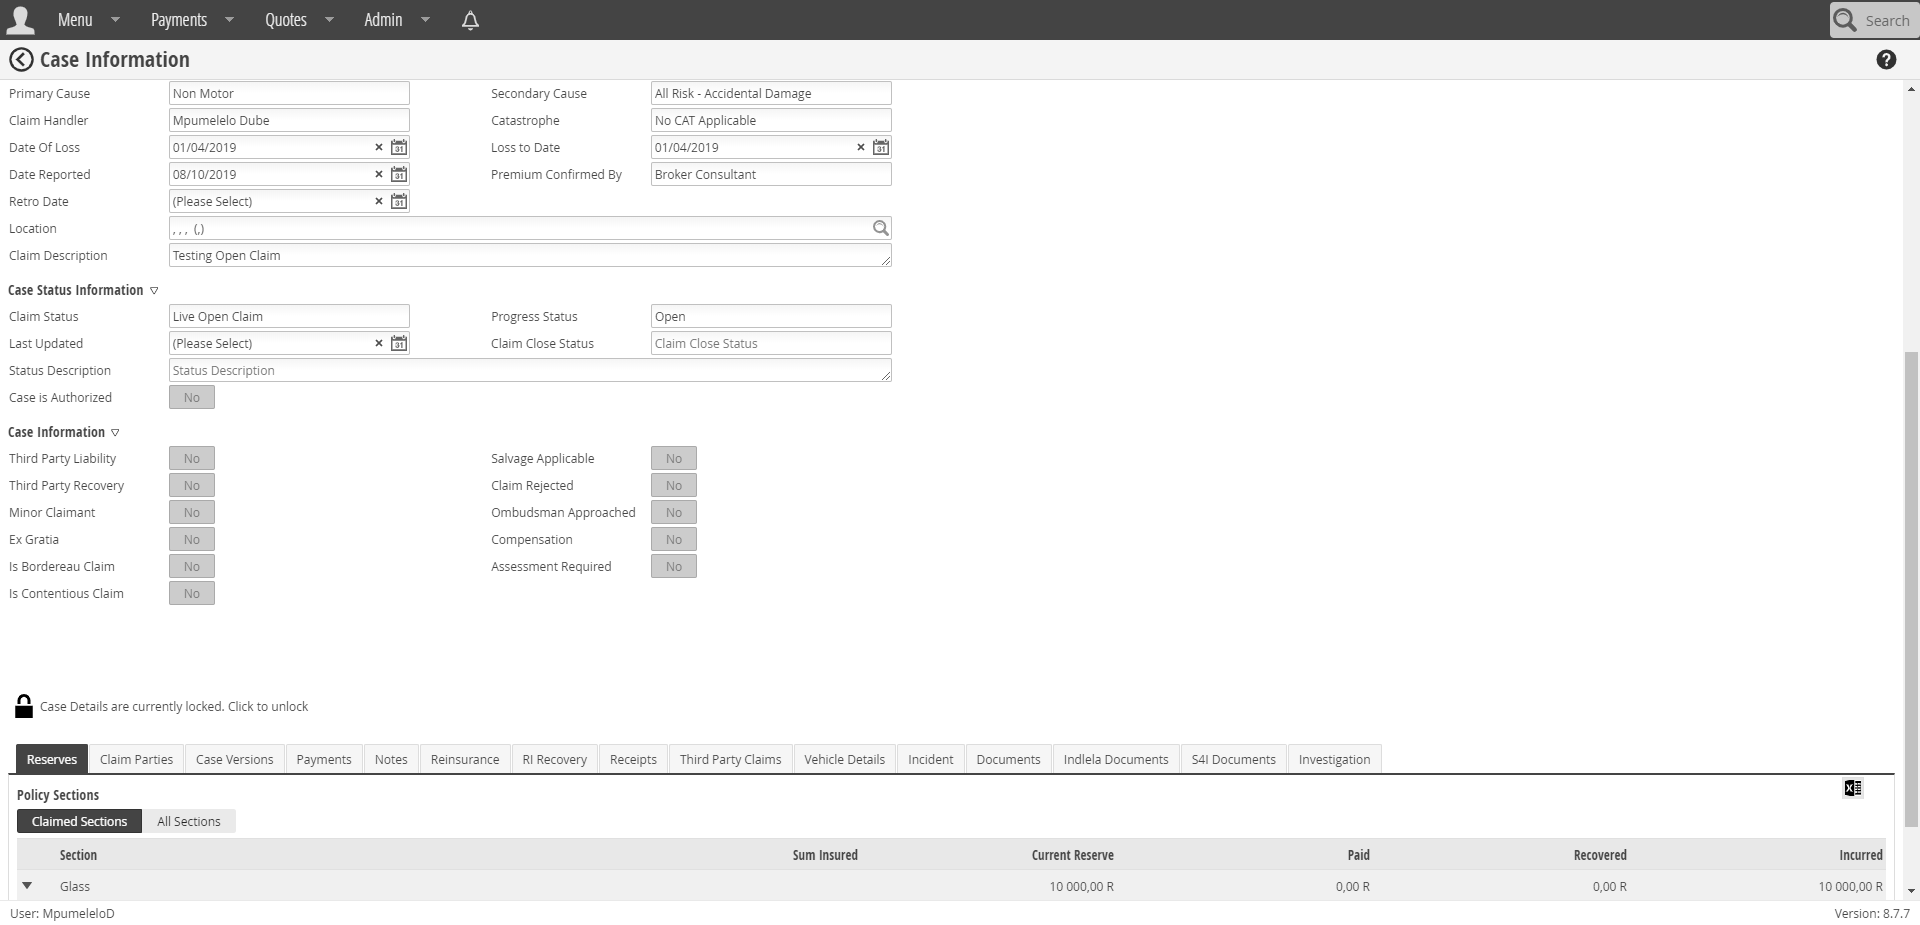 Menu Payments Quotes Admin Search
Case Information
Primary Cause Non Motor Secondary Cause All Risk - Accidental Damage
Claim Handler Mpumelelo Dube Catastrophe No CAT Applicable
Date Of Loss 01/04/2019 × 31 Loss to Date 01/04/2019 × 31
Date Reported 08/10/2019 × 31 Premium Confirmed By Broker Consultant
Retro Date (Please Select) × 31
Location , , , (,)
Claim Description Testing Open Claim
Case Status Information
Claim Status Live Open Claim Progress Status Open
Last Updated (Please Select) × 31 Claim Close Status Claim Close Status
Status Description Status Description
Case is Authorized No
Case Information
Third Party Liability No Salvage Applicable No
Third Party Recovery No Claim Rejected No
Minor Claimant No Ombudsman Approached No
Ex Gratia No Compensation No
Is Bordereau Claim No Assessment Required No
Is Contentious Claim No
Case Details are currently locked. Click to unlock
Reserves Claim Parties Case Versions Payments Notes Reinsurance RI Recovery Receipts Third Party Claims Vehicle Details Incident Documents Indlela Documents S4I Documents Investigation
Policy Sections
Claimed Sections All Sections
Section Sum Insured Current Reserve Paid Recovered Incurred
Glass 10 000,00 R 0,00 R 0,00 R 10 000,00 R
User: MpumeleloD Version: 8.7.7